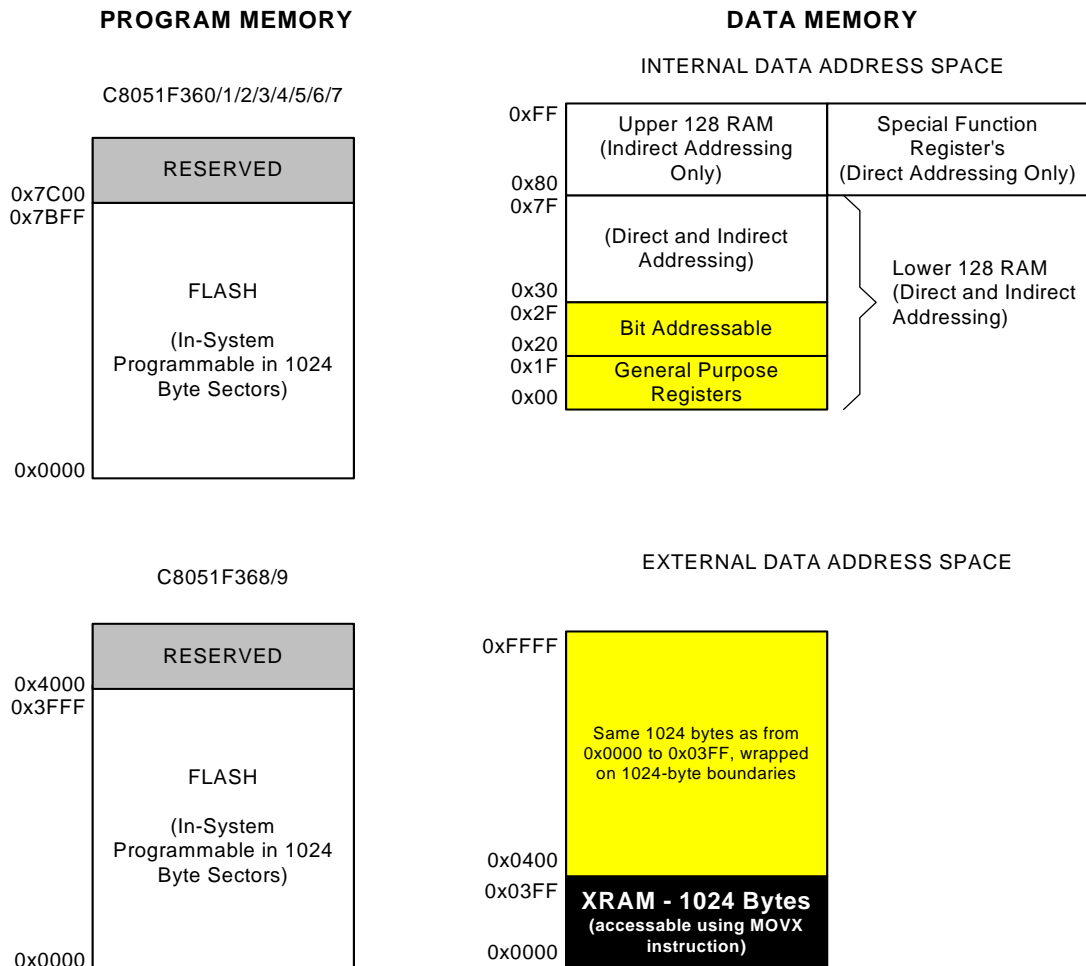 PROGRAM MEMORY
C8051F360/1/2/3/4/5/6/7
RESERVED
0x7C00
0x7BFF
FLASH
(In-System
Programmable in 1024
Byte Sectors)
0x0000
C8051F368/9
RESERVED
0x4000
0x3FFF
FLASH
(In-System
Programmable in 1024
Byte Sectors)
0x0000
DATA MEMORY
INTERNAL DATA ADDRESS SPACE
0xFF
Upper 128 RAM
(Indirect Addressing
Only)
Special Function
Register's
(Direct Addressing Only)
0x80
0x7F
(Direct and Indirect
Addressing)
Lower 128 RAM
(Direct and Indirect
Addressing)
0x30
0x2F
Bit Addressable
0x20
0x1F
General Purpose
Registers
0x00
EXTERNAL DATA ADDRESS SPACE
0xFFFF
Same 1024 bytes as from
0x0000 to 0x03FF, wrapped
on 1024-byte boundaries
0x0400
0x03FF
XRAM - 1024 Bytes
(accessable using MOVX
instruction)
0x0000